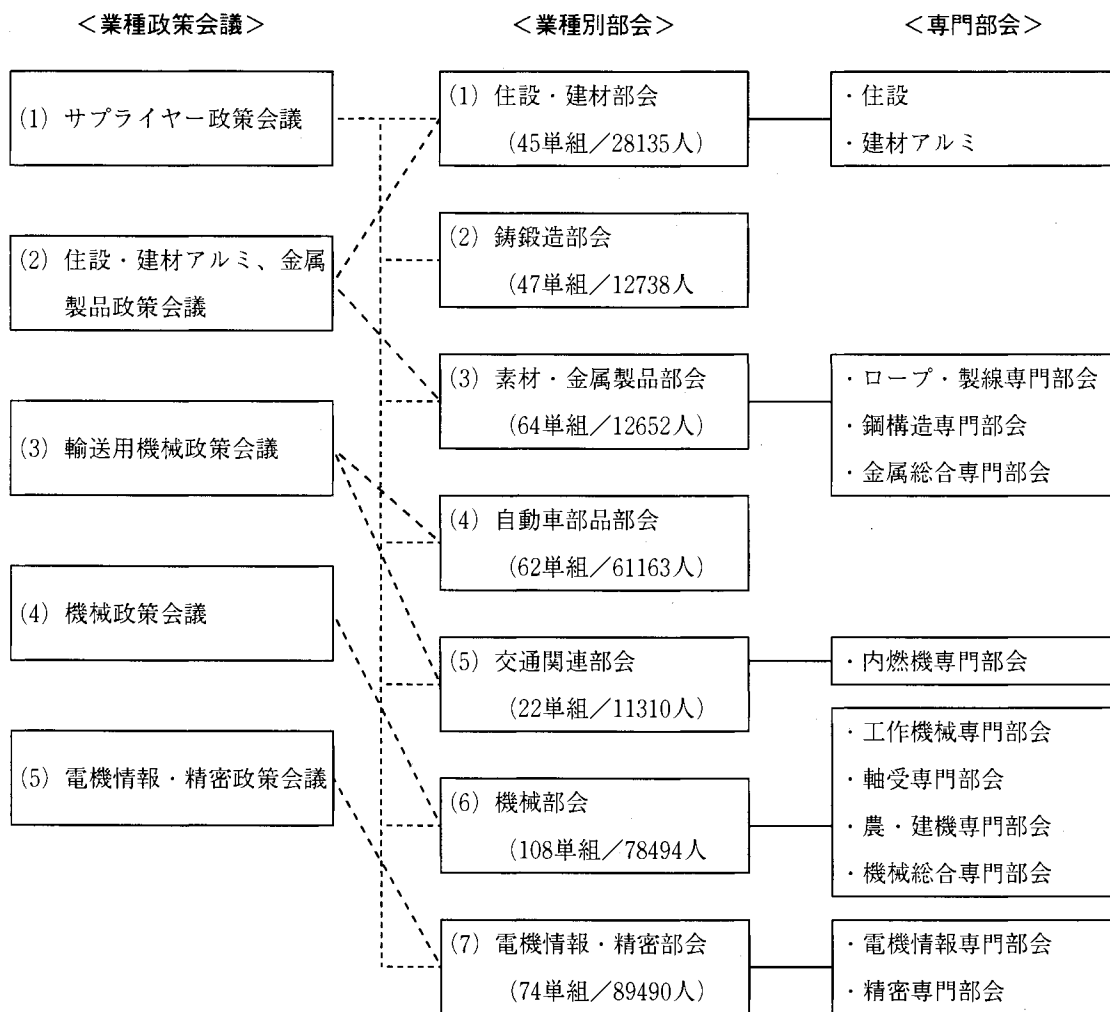 ＜業種政策会議＞
(1) サプライヤー政策会議
(2) 住設・建材アルミ、金属
製品政策会議
(3) 輸送用機械政策会議
(4) 機械政策会議
(5) 電機情報・精密政策会議
＜業種別部会＞
(1) 住設・建材部会
(45単組／28135人)
(2) 鋳鍛造部会
(47単組／12738人
(3) 素材・金属製品部会
(64単組／12652人)
(4) 自動車部品部会
(62単組／61163人)
(5) 交通関連部会
(22単組／11310人)
(6) 機械部会
(108単組／78494人
(7) 電機情報・精密部会
(74単組／89490人)
＜専門部会＞
・住設
・建材アルミ
・ロープ・製線専門部会
・鋼構造専門部会
・金属総合専門部会
・内燃機専門部会
・工作機械専門部会
・軸受専門部会
・農・建機専門部会
・機械総合専門部会
・電機情報専門部会
・精密専門部会